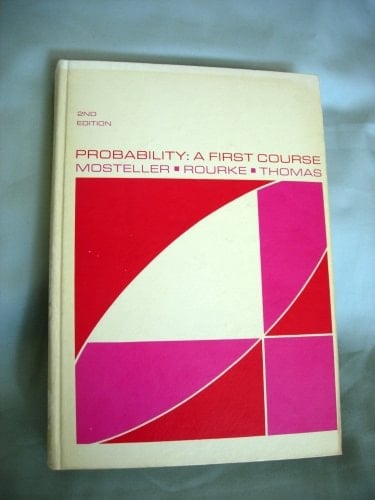 2ND
EDITION
PROBABILITY: A FIRST COURSE
MOSTELLER ▪ ROURKE ▪ THOMAS